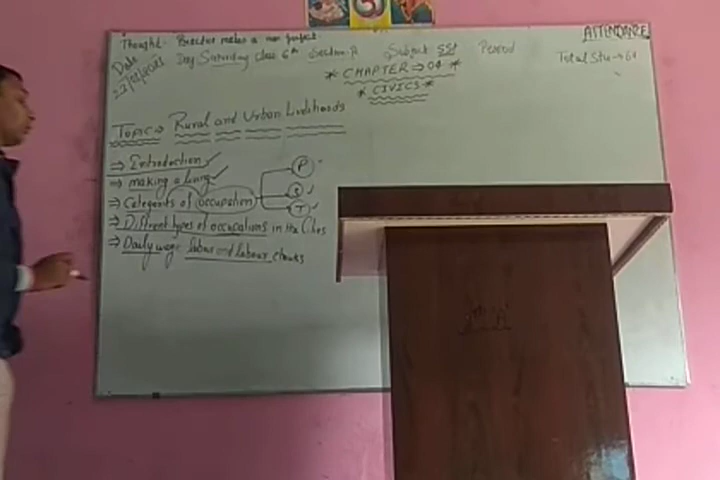 Thought:- Practice makes a man perfect
ATTENDANCE
Date
Day Saturday Class 6th Section A Subject SSt Period
Total Stu → 61
* CHAPTER → 04 *
* CIVICS *
Topic → Rural and Urban Livelihoods
⇒ Introduction ✓
⇒ making a living ✓
⇒ Categories of occupation
P
S ✓
T ✓
⇒ Different types of occupations in the Cities
⇒ Daily wage labour and labour chowks